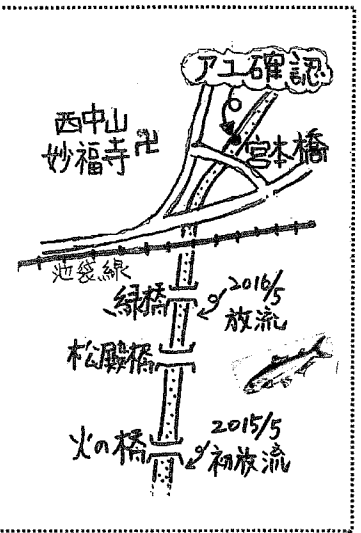 アユ確認
西中山
妙福寺卍
宮本橋
池袋線
緑橋
2016/5
放流
松殿橋
火の橋
2015/5
初放流